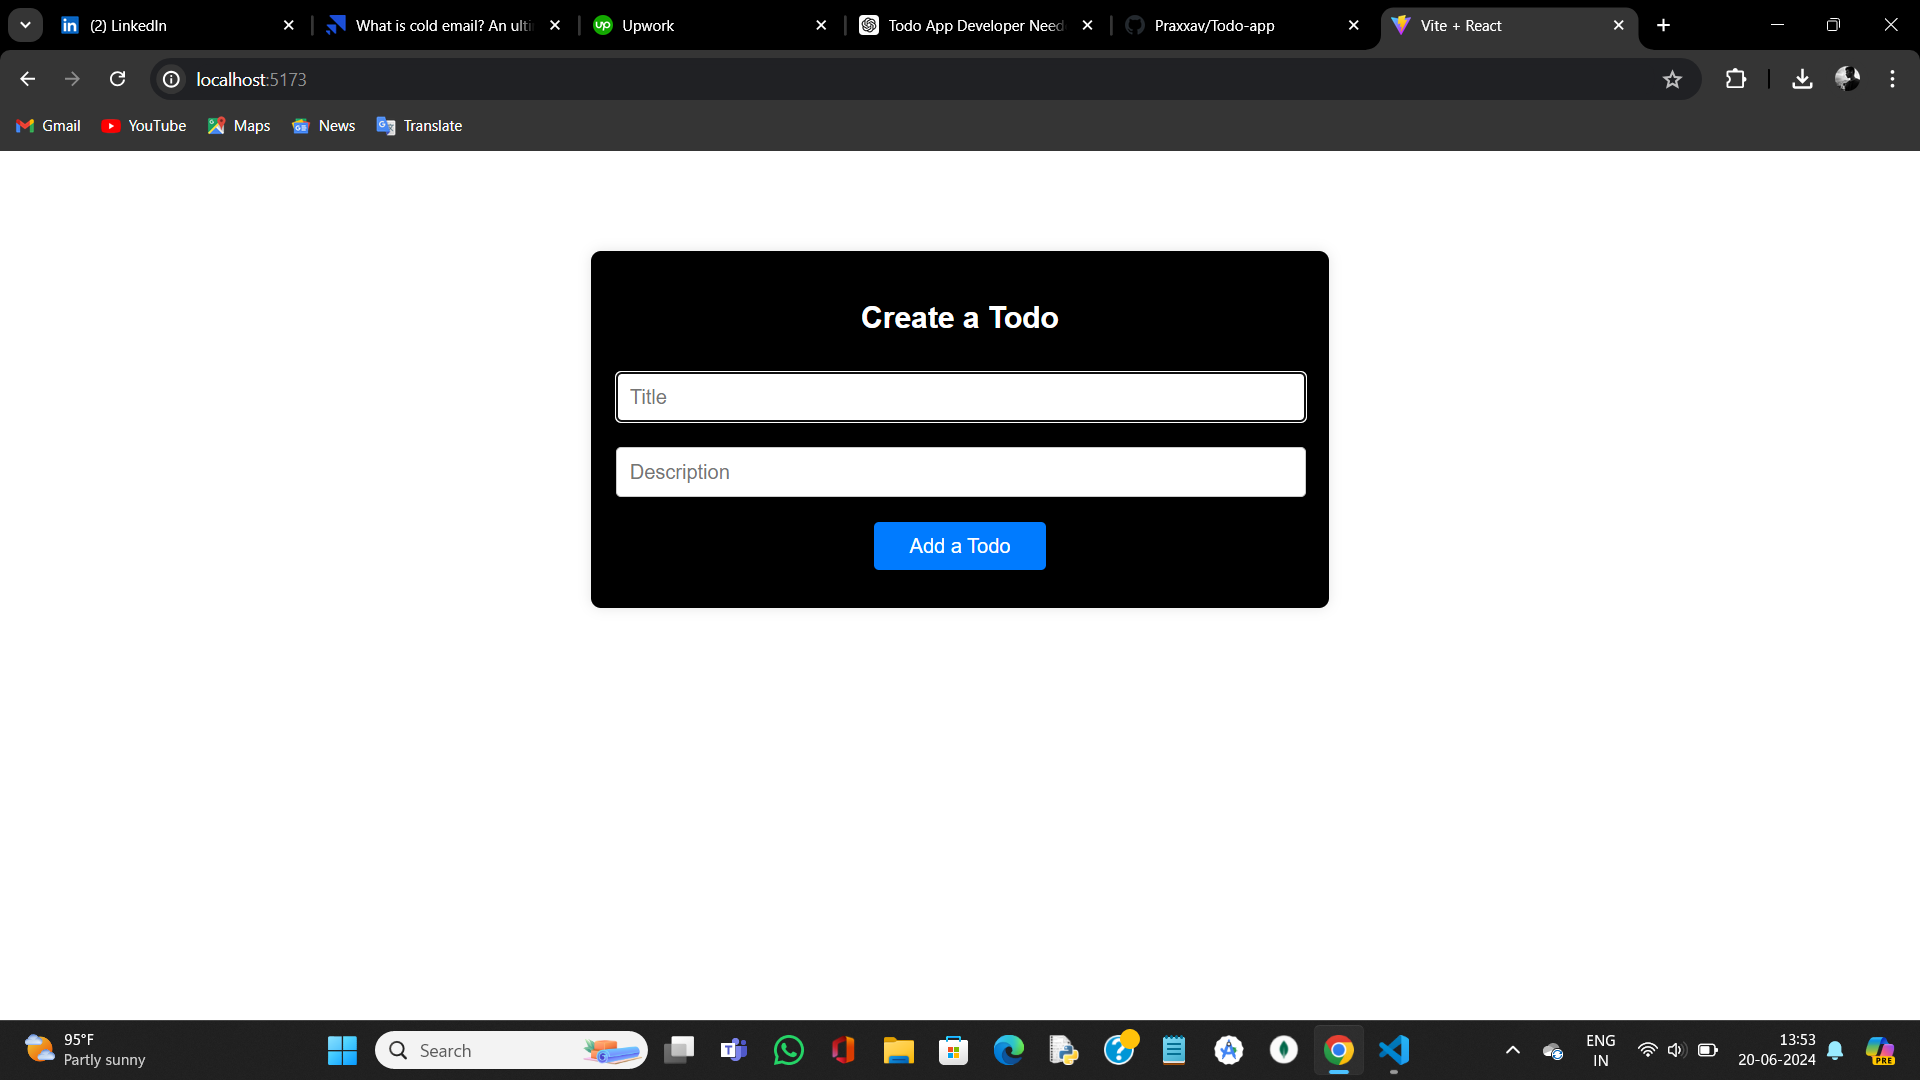 (2) LinkedIn
What is cold email? An ulti
Upwork
Todo App Developer Need
Praxxav/Todo-app
Vite + React
localhost:5173
Gmail
YouTube
Maps
News
Translate
Create a Todo
Title
Description
Add a Todo
95°F
Partly sunny
Search
ENG
IN
13:53
20-06-2024
PRE